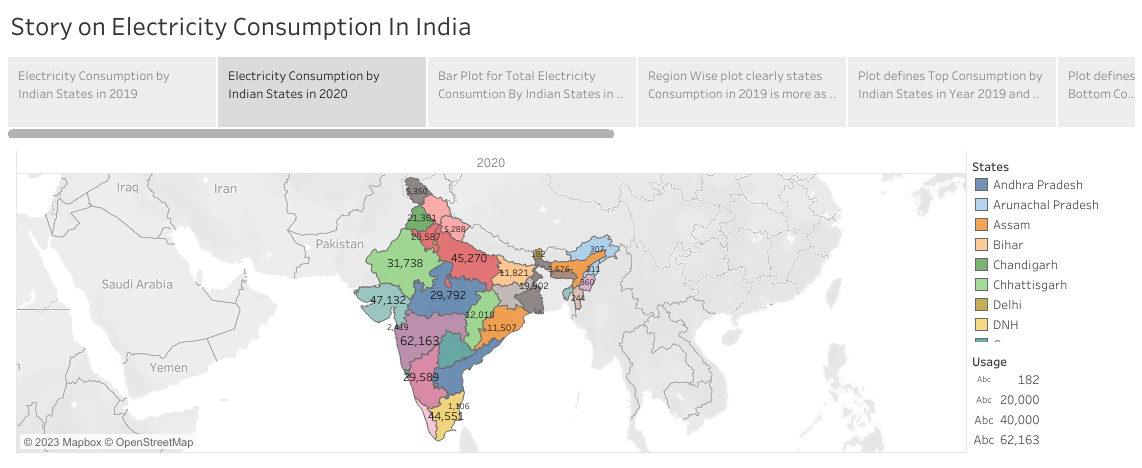 Story on Electricity Consumption In India
Electricity Consumption by
Indian States in 2019
Electricity Consumption by
Indian States in 2020
Bar Plot for Total Electricity
Consumtion By Indian States in ..
Region Wise plot clearly states
Consumption in 2019 is more as ..
Plot defines Top Consumption by
Indian States in Year 2019 and ..
Plot defines
Bottom Co..
2020
Iraq
Iran
Pakistan
Saudi Arabia
Yemen
5,350
21,361
20,587
5,288
45,270
31,738
182
307
11,821
3,576
311
360
19,902
244
47,132
29,792
2,419
12,010
11,507
62,163
29,589
1,106
44,551
© 2023 Mapbox © OpenStreetMap
States
Andhra Pradesh
Arunachal Pradesh
Assam
Bihar
Chandigarh
Chhattisgarh
Delhi
DNH
Usage
Abc 182
Abc 20,000
Abc 40,000
Abc 62,163